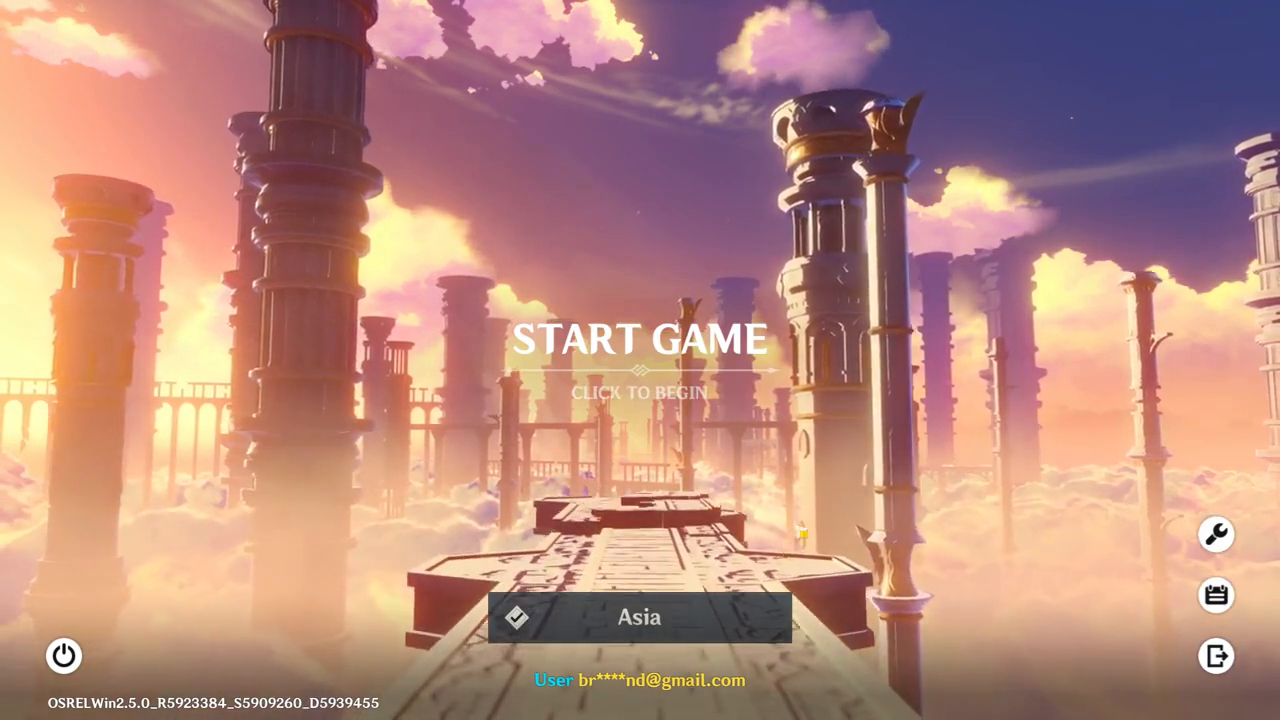 START GAME
CLICK TO BEGIN
Asia
User br****nd@gmail.com
OSRELWin2.5.0_R5923384_S5909260_D5939455